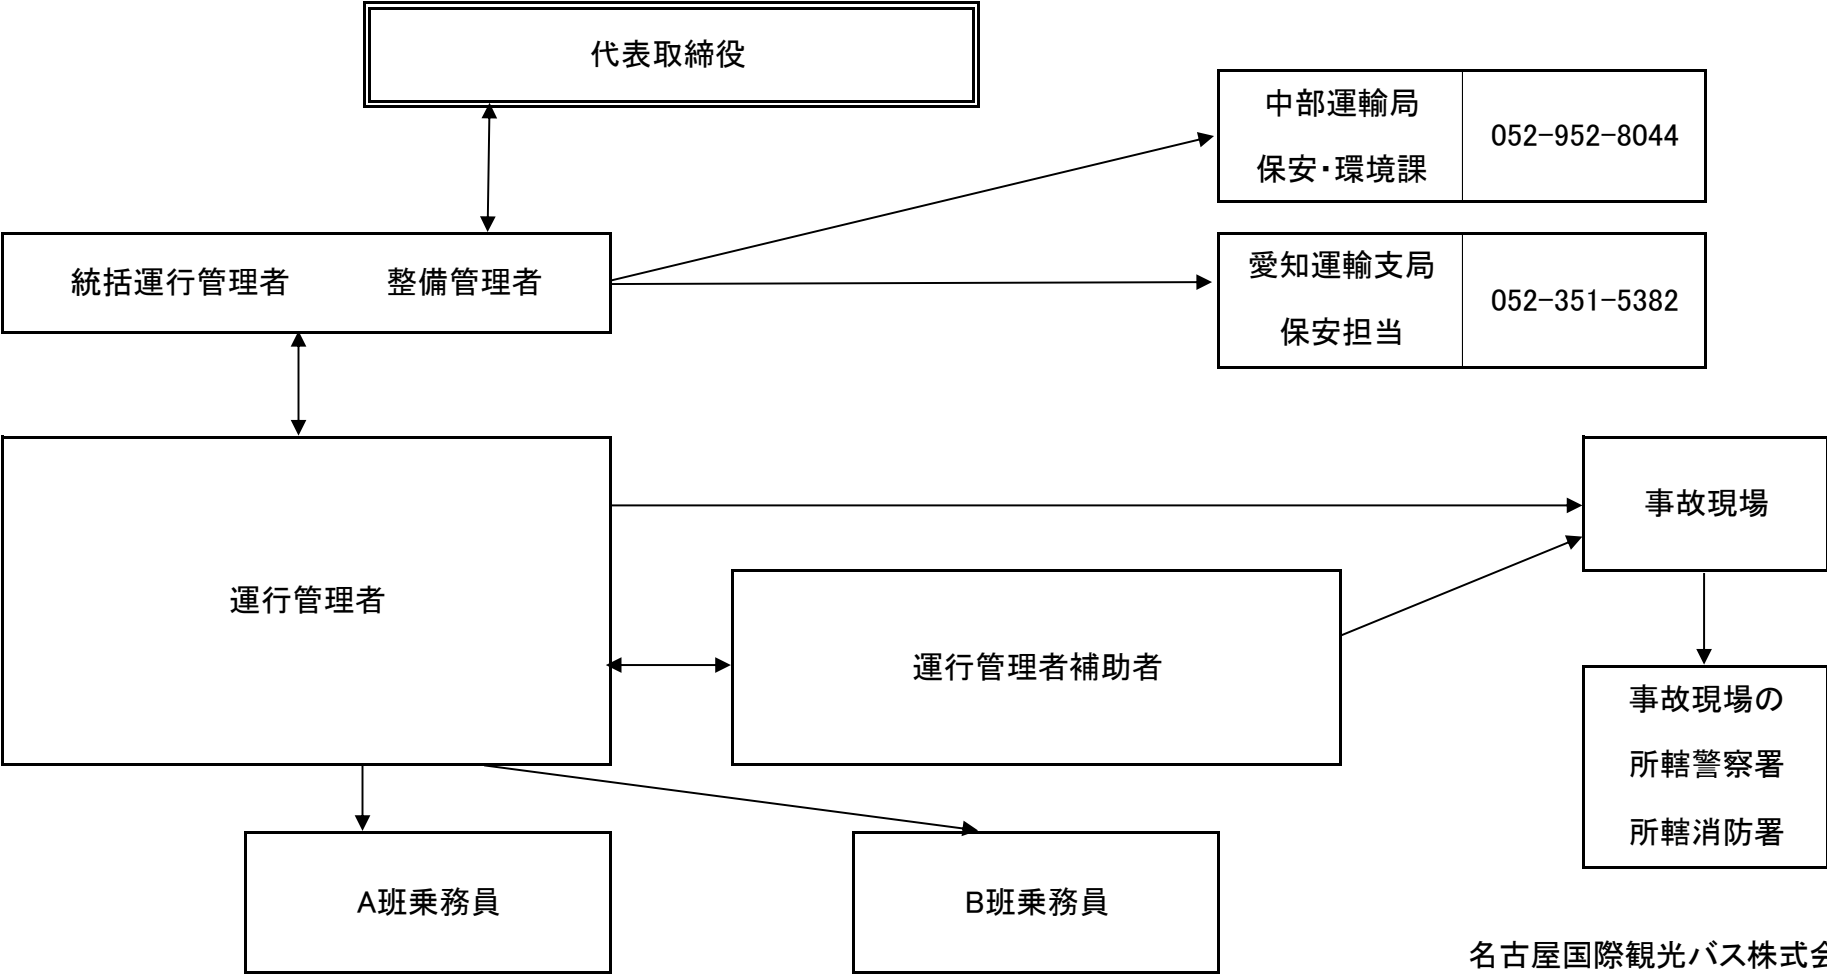 代表取締役
中部運輸局
保安・環境課
052-952-8044
統括運行管理者 整備管理者
愛知運輸支局
保安担当
052-351-5382
事故現場
運行管理者
運行管理者補助者
事故現場の
所轄警察署
所轄消防署
A班乗務員
B班乗務員
名古屋国際観光バス株式会